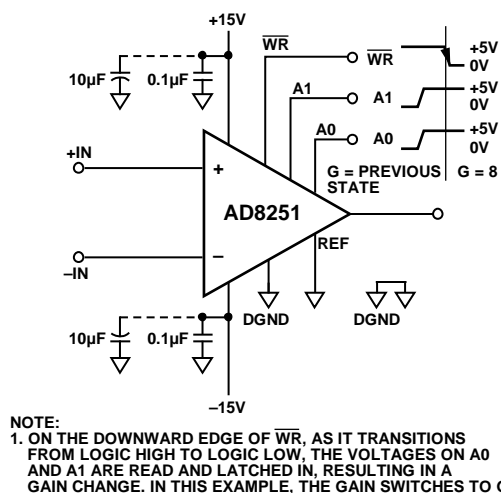 +15V
WR
10µF
0.1µF
WR
+5V
0V
A1
A1
+5V
0V
A0
A0
+5V
0V
+IN
+
G = PREVIOUS
STATE
G = 8
AD8251
REF
–IN
–
DGND
DGND
10µF
0.1µF
–15V
NOTE:
1. ON THE DOWNWARD EDGE OF WR, AS IT TRANSITIONS
FROM LOGIC HIGH TO LOGIC LOW, THE VOLTAGES ON A0
AND A1 ARE READ AND LATCHED IN, RESULTING IN A
GAIN CHANGE. IN THIS EXAMPLE, THE GAIN SWITCHES TO